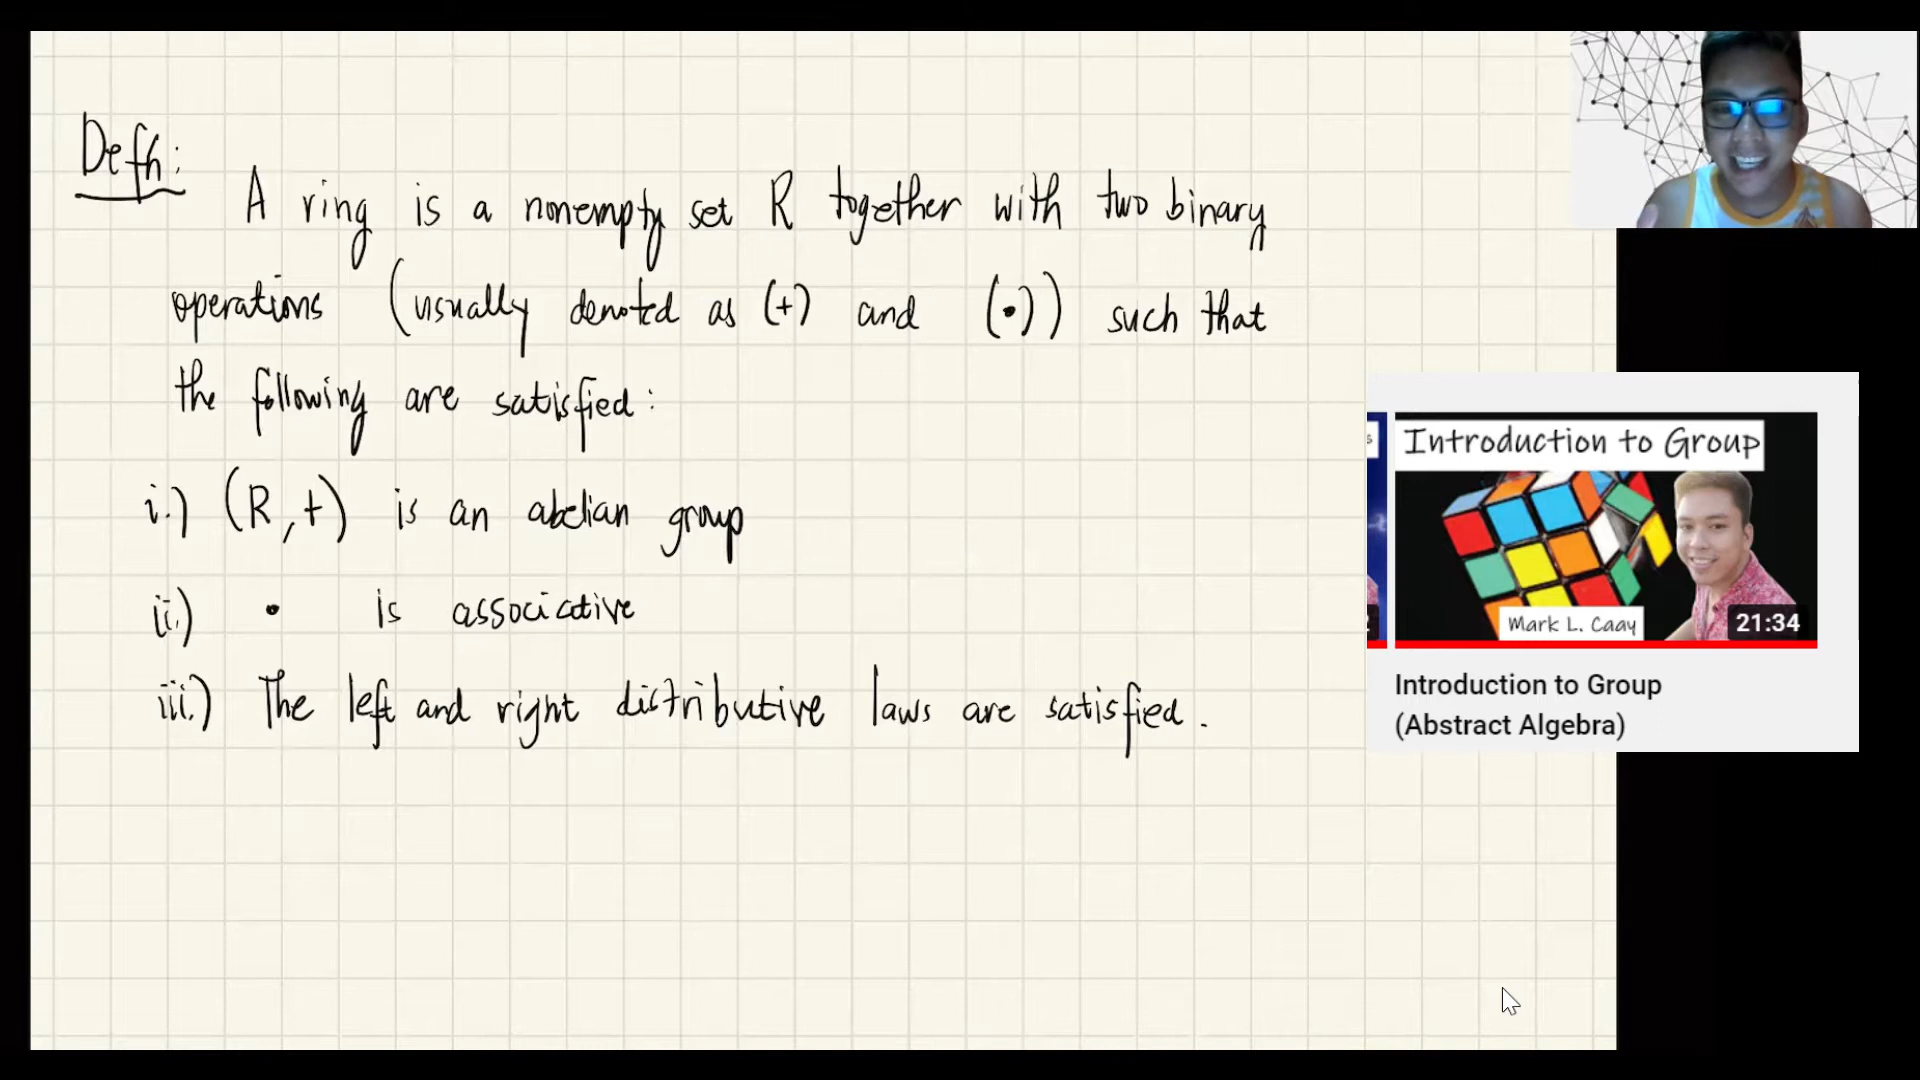 Defn:
A ring is a nonempty set R together with two binary
operations (usually denoted as (+) and (•)) such that
the following are satisfied:
i.) (R,+) is an abelian group
ii.) • is associative
iii.) The left and right distributive laws are satisfied.
Introduction to Group
Mark L. Caay
21:34
Introduction to Group
(Abstract Algebra)